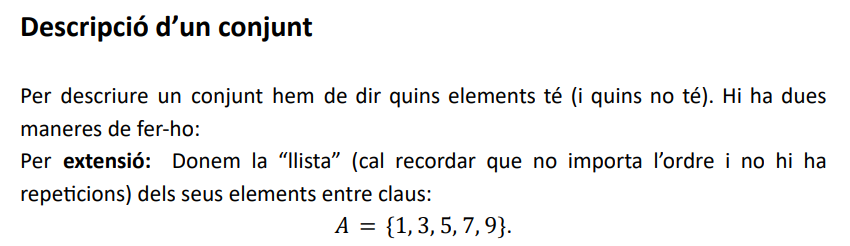 Descripció d’un conjunt
Per descriure un conjunt hem de dir quins elements té (i quins no té). Hi ha dues
maneres de fer-ho:
Per extensió: Donem la “llista” (cal recordar que no importa l’ordre i no hi ha
repeticions) dels seus elements entre claus:
A = {1, 3, 5, 7, 9}.